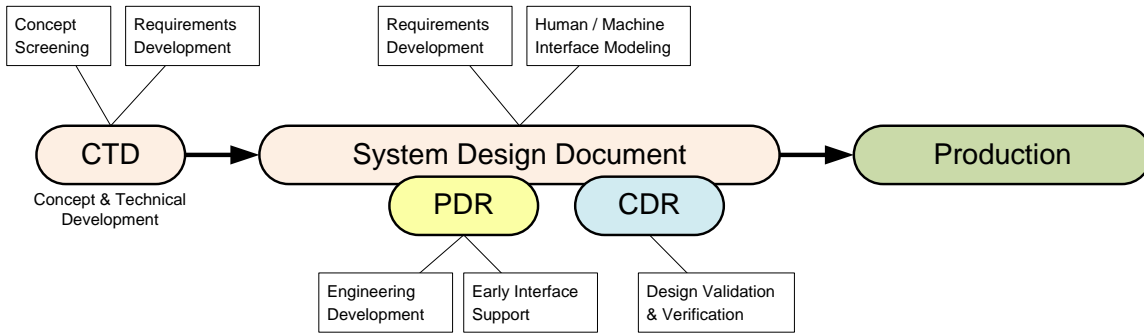 Concept
Screening
Requirements
Development
Requirements
Development
Human / Machine
Interface Modeling
CTD
System Design Document
Production
Concept & Technical
Development
PDR
CDR
Engineering
Development
Early Interface
Support
Design Validation
& Verification